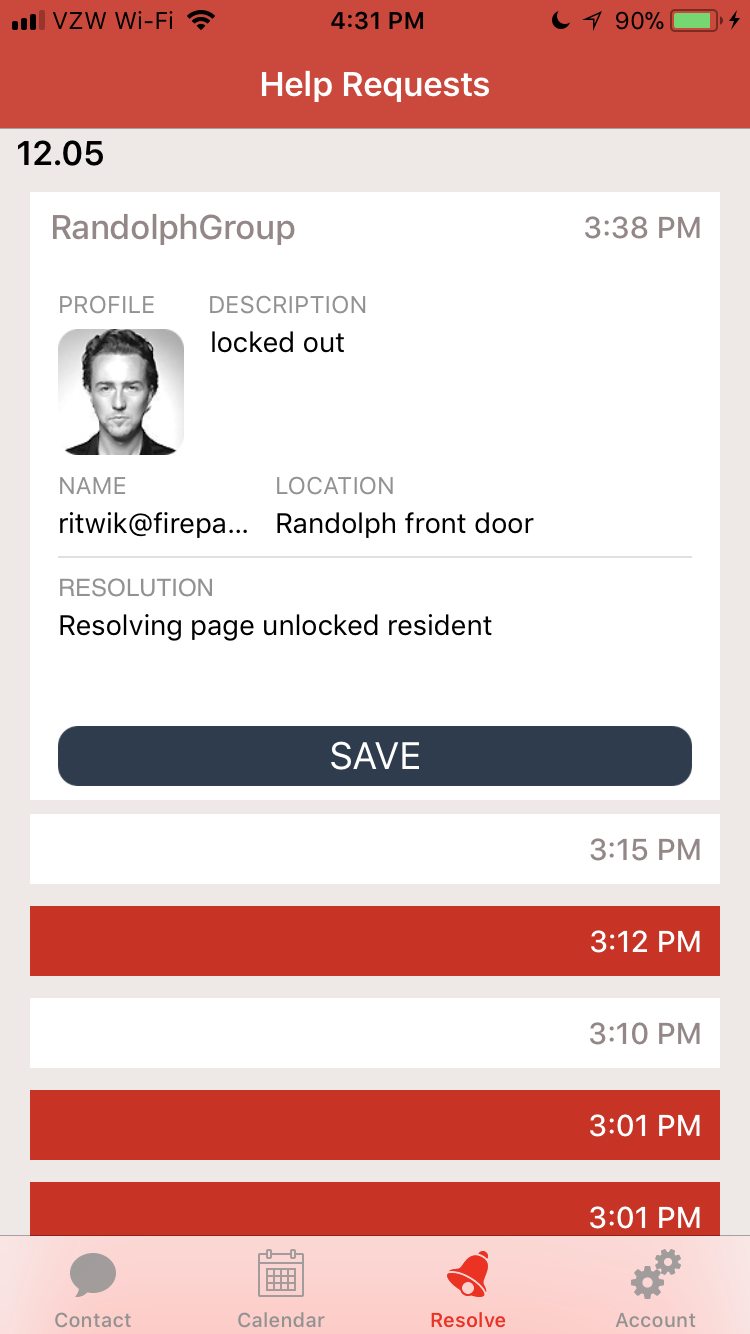 VZW Wi-Fi 4:31 PM 90%
Help Requests
12.05
RandolphGroup 3:38 PM
PROFILE DESCRIPTION
locked out
NAME LOCATION
ritwik@firepa... Randolph front door
RESOLUTION
Resolving page unlocked resident
SAVE
3:15 PM
3:12 PM
3:10 PM
3:01 PM
3:01 PM
Contact Calendar Resolve Account